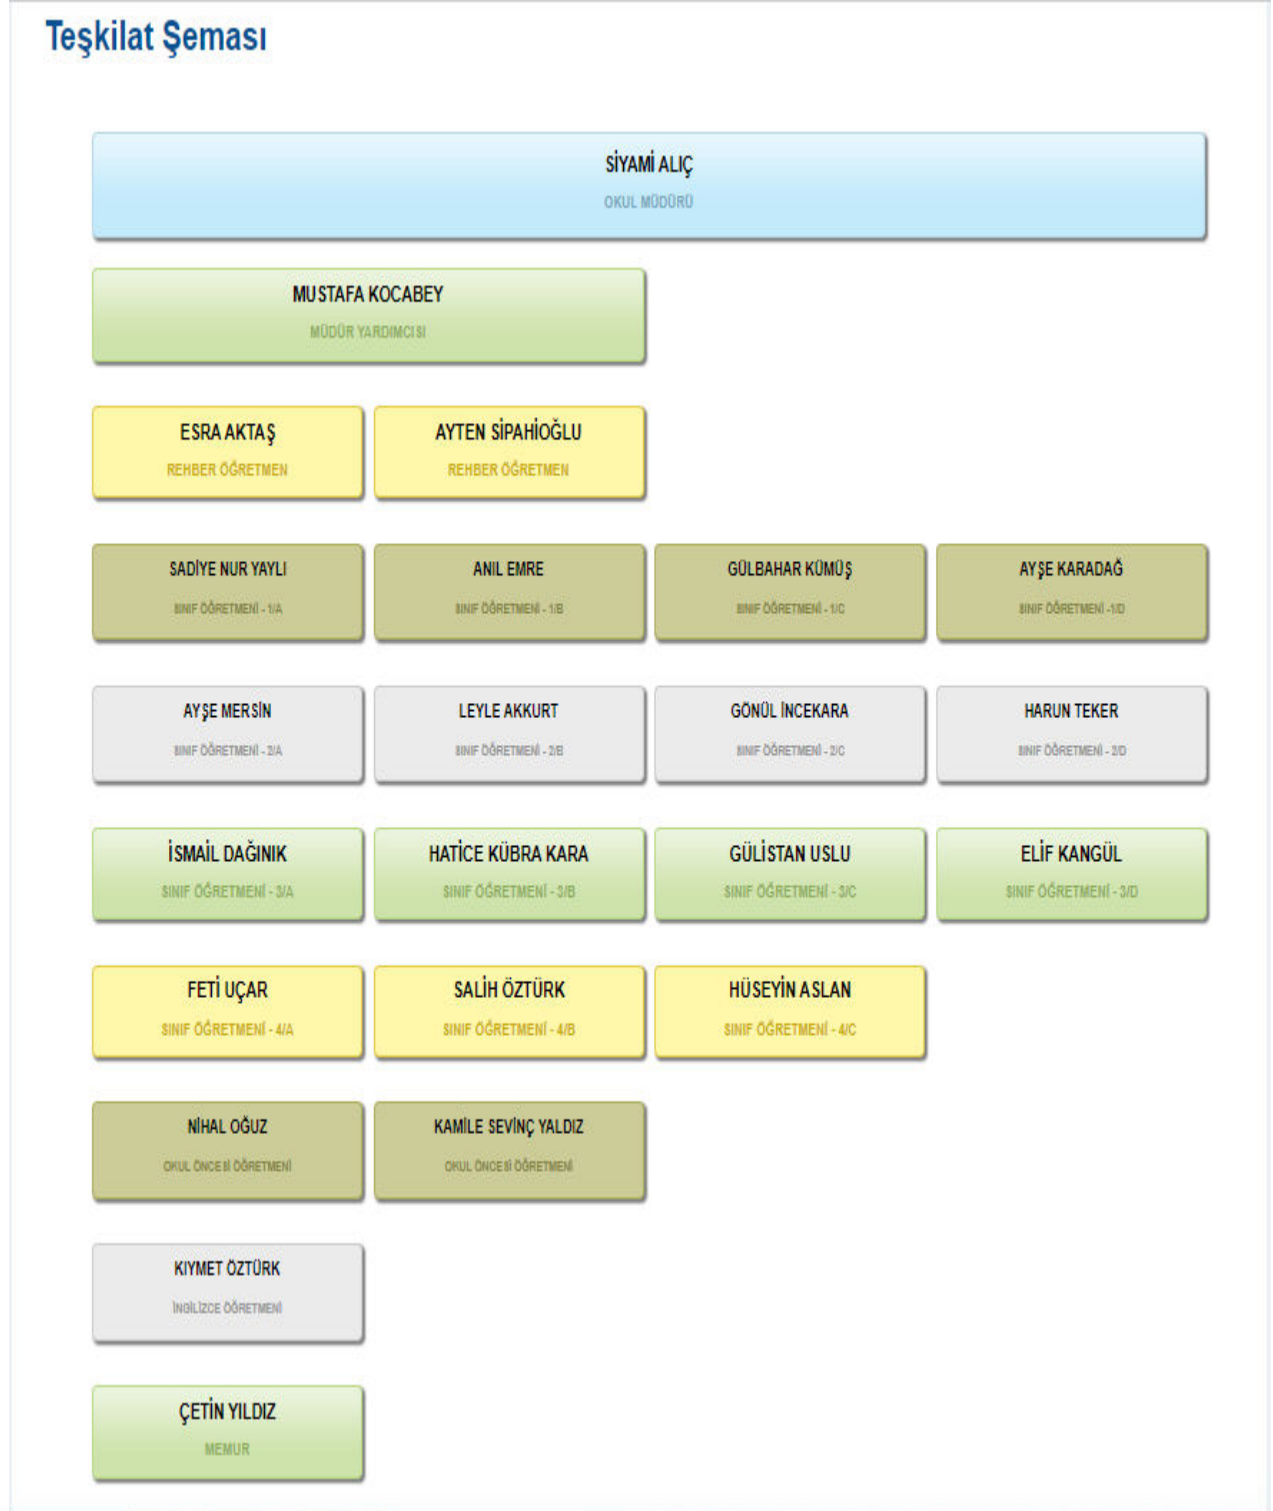 Teşkilat Şeması
SİYAMİ ALIÇ
OKUL MÜDÜRÜ
MUSTAFA KOCABEY
MÜDÜR YARDIMCISI
ESRA AKTAŞ
REHBER ÖĞRETMEN
AYTEN SİPAHİOĞLU
REHBER ÖĞRETMEN
SADİYE NUR YAYLI
SINIF ÖĞRETMENİ - 1/A
ANIL EMRE
SINIF ÖĞRETMENİ - 1/B
GÜLBAHAR KÜMÜŞ
SINIF ÖĞRETMENİ - 1/C
AYŞE KARADAĞ
SINIF ÖĞRETMENİ -1/D
AYŞE MERSİN
SINIF ÖĞRETMENİ - 2/A
LEYLE AKKURT
SINIF ÖĞRETMENİ - 2/B
GÖNÜL İNCEKARA
SINIF ÖĞRETMENİ - 2/C
HARUN TEKER
SINIF ÖĞRETMENİ - 2/D
İSMAİL DAĞINIK
SINIF ÖĞRETMENİ - 3/A
HATİCE KÜBRA KARA
SINIF ÖĞRETMENİ - 3/B
GÜLİSTAN USLU
SINIF ÖĞRETMENİ - 3/C
ELİF KANGÜL
SINIF ÖĞRETMENİ - 3/D
FETİ UÇAR
SINIF ÖĞRETMENİ - 4/A
SALİH ÖZTÜRK
SINIF ÖĞRETMENİ - 4/B
HÜSEYİN ASLAN
SINIF ÖĞRETMENİ - 4/C
NİHAL OĞUZ
OKUL ÖNCESİ ÖĞRETMENİ
KAMİLE SEVİNÇ YALDIZ
OKUL ÖNCESİ ÖĞRETMENİ
KIYMET ÖZTÜRK
İNGİLİZCE ÖĞRETMENİ
ÇETİN YILDIZ
MEMUR